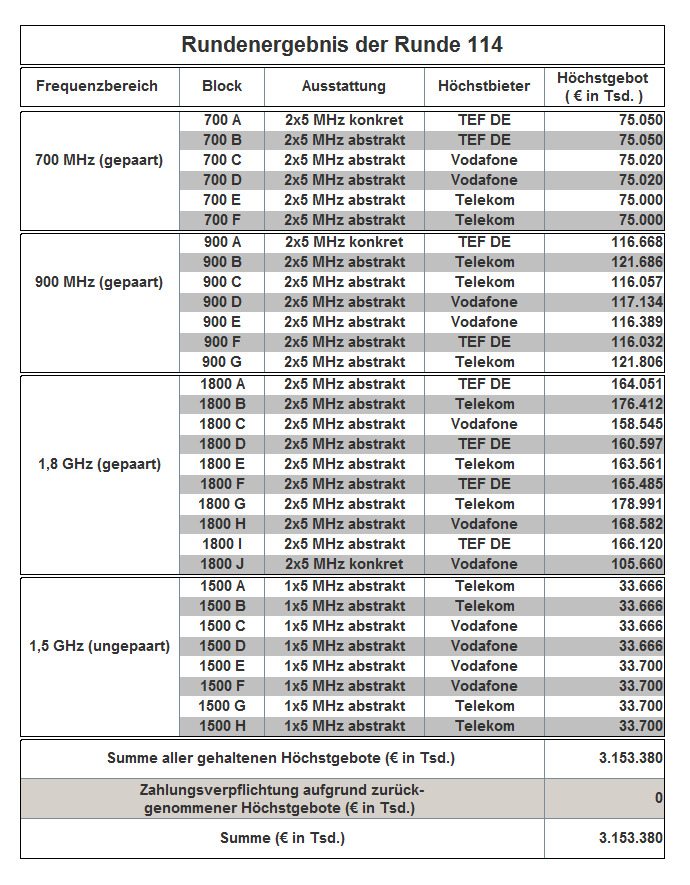 Rundenergebnis der Runde 114
Frequenzbereich Block Ausstattung Höchstbieter Höchstgebot
( € in Tsd. )
700 A 2x5 MHz konkret TEF DE 75.050
700 B 2x5 MHz abstrakt TEF DE 75.050
700 MHz (gepaart) 700 C 2x5 MHz abstrakt Vodafone 75.020
700 D 2x5 MHz abstrakt Vodafone 75.020
700 E 2x5 MHz abstrakt Telekom 75.000
700 F 2x5 MHz abstrakt Telekom 75.000
900 A 2x5 MHz konkret TEF DE 116.668
900 B 2x5 MHz abstrakt Telekom 121.686
900 MHz (gepaart) 900 C 2x5 MHz abstrakt Telekom 116.057
900 D 2x5 MHz abstrakt Vodafone 117.134
900 E 2x5 MHz abstrakt Vodafone 116.389
900 F 2x5 MHz abstrakt TEF DE 116.032
900 G 2x5 MHz abstrakt Telekom 121.806
1800 A 2x5 MHz abstrakt TEF DE 164.051
1800 B 2x5 MHz abstrakt Telekom 176.412
1800 C 2x5 MHz abstrakt Vodafone 158.545
1800 D 2x5 MHz abstrakt TEF DE 160.597
1,8 GHz (gepaart) 1800 E 2x5 MHz abstrakt Telekom 163.561
1800 F 2x5 MHz abstrakt TEF DE 165.485
1800 G 2x5 MHz abstrakt Telekom 178.991
1800 H 2x5 MHz abstrakt Vodafone 168.582
1800 I 2x5 MHz abstrakt TEF DE 166.120
1800 J 2x5 MHz konkret Vodafone 105.660
1500 A 1x5 MHz abstrakt Telekom 33.666
1500 B 1x5 MHz abstrakt Telekom 33.666
1500 C 1x5 MHz abstrakt Vodafone 33.666
1,5 GHz (ungepaart) 1500 D 1x5 MHz abstrakt Vodafone 33.666
1500 E 1x5 MHz abstrakt Vodafone 33.700
1500 F 1x5 MHz abstrakt Vodafone 33.700
1500 G 1x5 MHz abstrakt Telekom 33.700
1500 H 1x5 MHz abstrakt Telekom 33.700
Summe aller gehaltenen Höchstgebote (€ in Tsd.) 3.153.380
Zahlungsverpflichtung aufgrund zurück-
genommener Höchstgebote (€ in Tsd.) 0
Summe (€ in Tsd.) 3.153.380